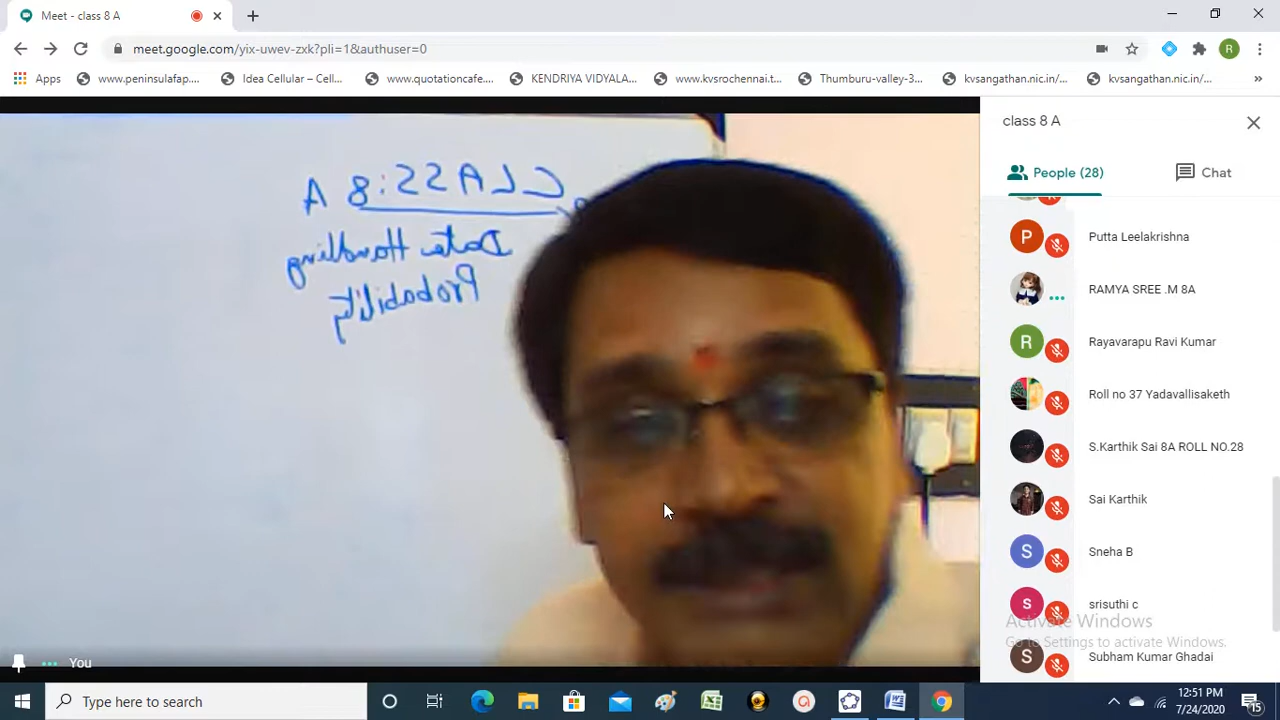 Meet - class 8 A
meet.google.com/yix-uwev-zxk?pli=1&authuser=0
R
Apps
www.peninsulafap....
Idea Cellular – Cell...
www.quotationcafe....
KENDRIYA VIDYALA...
www.kvsrochennai.t...
Thumburu-valley-3...
kvsangathan.nic.in/...
kvsangathan.nic.in/...
»
CLASS: 8 A
Data Handling
Probability
You
class 8 A
People (28)
Chat
P
Putta Leelakrishna
RAMYA SREE .M 8A
R
Rayavarapu Ravi Kumar
Roll no 37 Yadavallisaketh
S.Karthik Sai 8A ROLL NO.28
Sai Karthik
S
Sneha B
s
srisuthi c
Activate Windows
Go to Settings to activate Windows.
S
Subham Kumar Ghadai
Type here to search
12:51 PM
7/24/2020
15